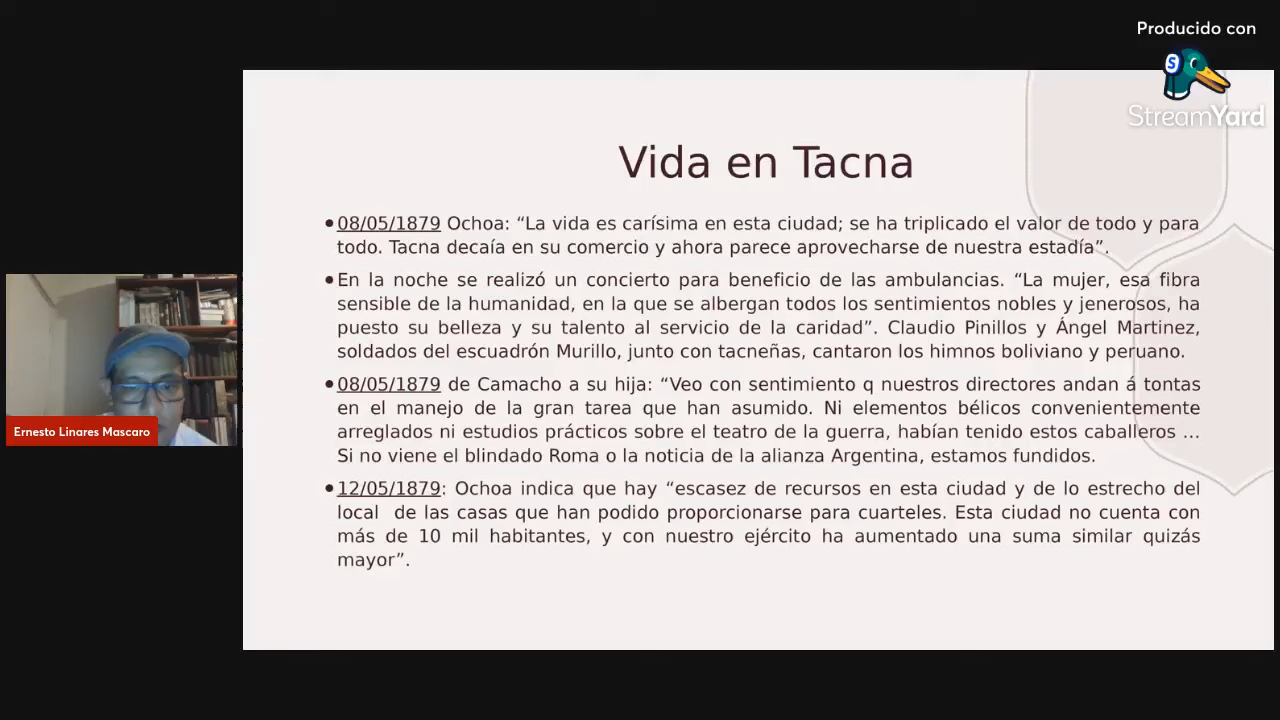 Producido con
StreamYard
Vida en Tacna
•08/05/1879 Ochoa: “La vida es carísima en esta ciudad; se ha triplicado el valor de todo y para
todo. Tacna decaía en su comercio y ahora parece aprovecharse de nuestra estadía”.
•En la noche se realizó un concierto para beneficio de las ambulancias. “La mujer, esa fibra
sensible de la humanidad, en la que se albergan todos los sentimientos nobles y jenerosos, ha
puesto su belleza y su talento al servicio de la caridad”. Claudio Pinillos y Ángel Martinez,
soldados del escuadrón Murillo, junto con tacneñas, cantaron los himnos boliviano y peruano.
•08/05/1879 de Camacho a su hija: “Veo con sentimiento q nuestros directores andan á tontas
en el manejo de la gran tarea que han asumido. Ni elementos bélicos convenientemente
arreglados ni estudios prácticos sobre el teatro de la guerra, habían tenido estos caballeros ...
Si no viene el blindado Roma o la noticia de la alianza Argentina, estamos fundidos.
•12/05/1879: Ochoa indica que hay “escasez de recursos en esta ciudad y de lo estrecho del
local de las casas que han podido proporcionarse para cuarteles. Esta ciudad no cuenta con
más de 10 mil habitantes, y con nuestro ejército ha aumentado una suma similar quizás
mayor”.
Ernesto Linares Mascaro